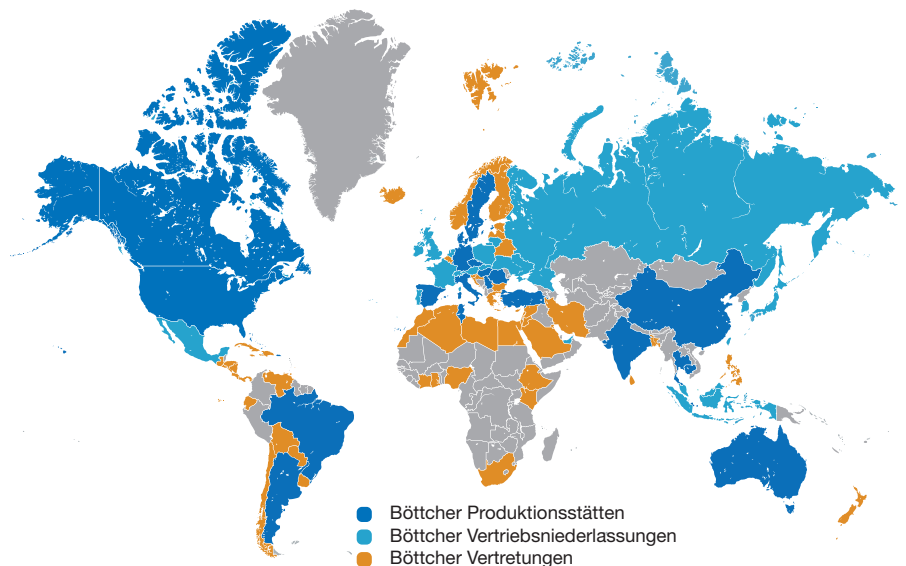 Böttcher Produktionsstätten
Böttcher Vertriebsniederlassungen
Böttcher Vertretungen